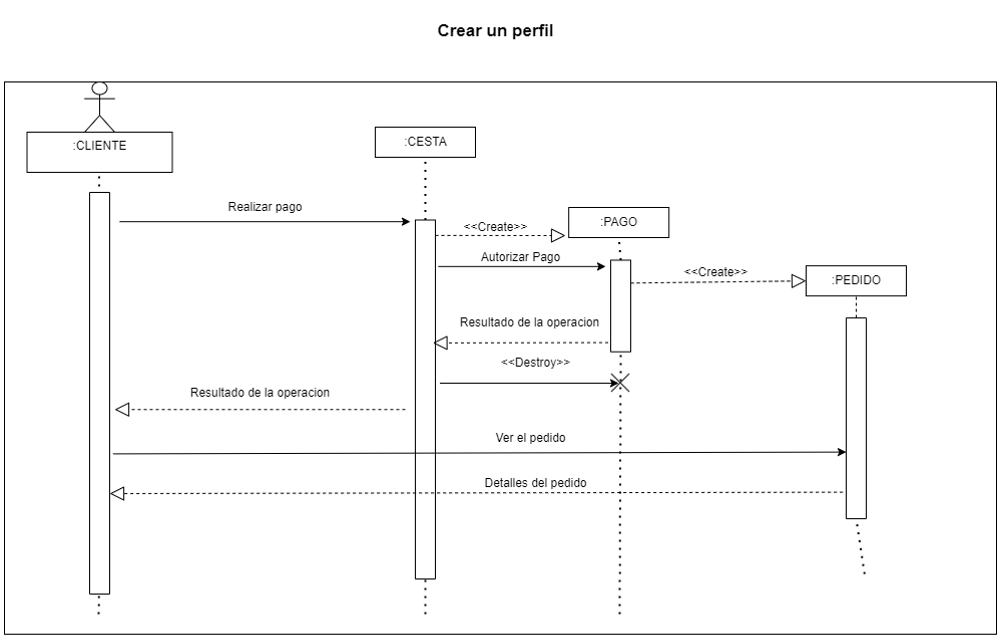 Crear un perfil
:CLIENTE
:CESTA
Realizar pago
:PAGO
<<Create>>
Autorizar Pago
<<Create>>
:PEDIDO
Resultado de la operacion
<<Destroy>>
Resultado de la operacion
Ver el pedido
Detalles del pedido